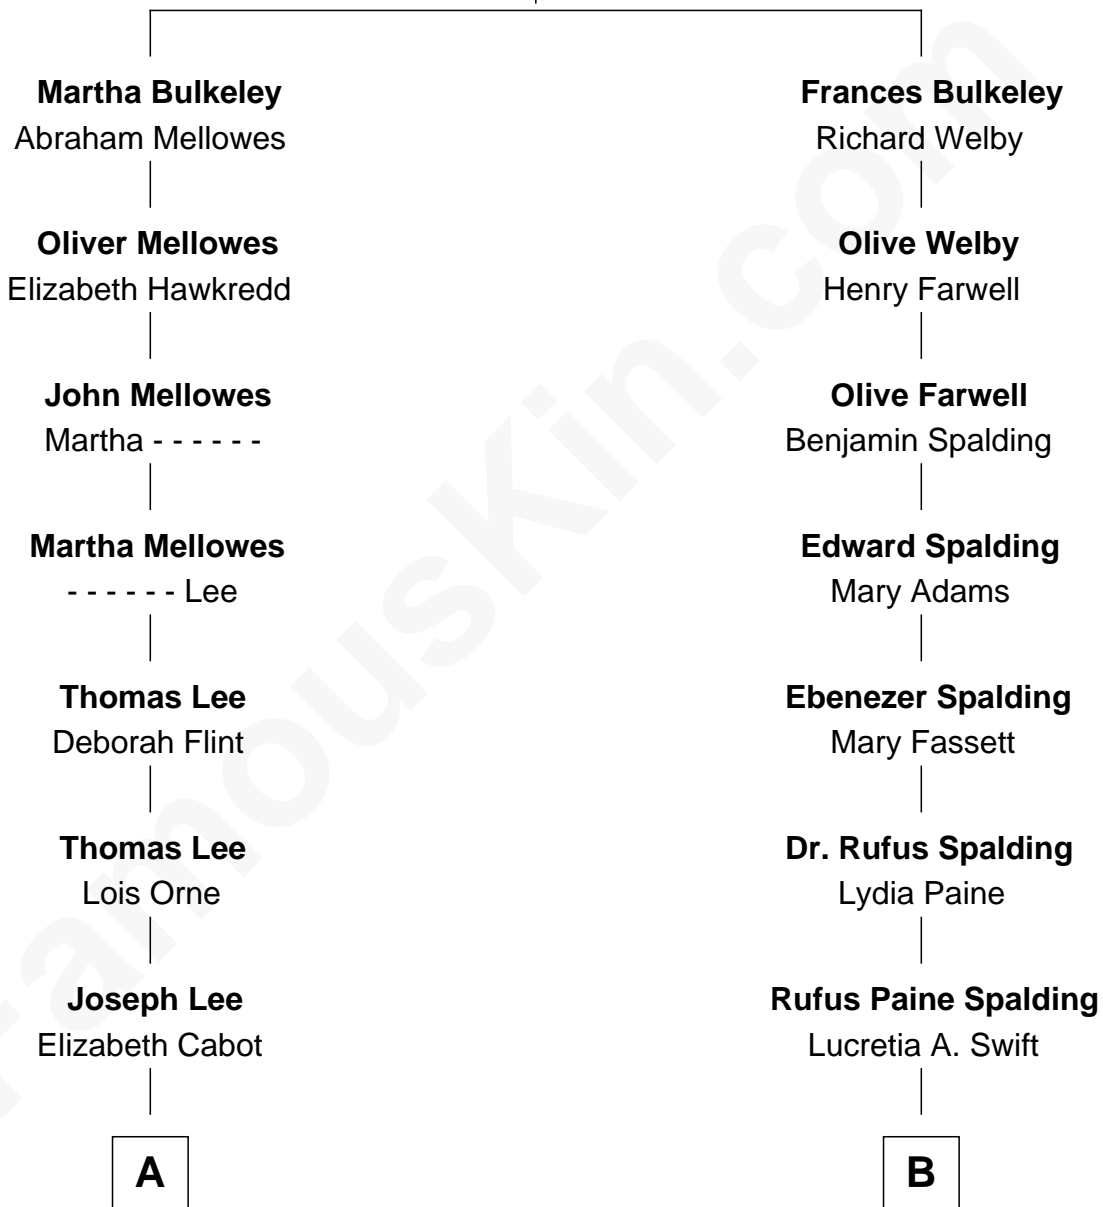 Martha Bulkeley
Abraham Mellowes
Oliver Mellowes
Elizabeth Hawkredd
John Mellowes
Martha - - - - - -
Martha Mellowes
- - - - - - Lee
Thomas Lee
Deborah Flint
Thomas Lee
Lois Orne
Joseph Lee
Elizabeth Cabot
A
Frances Bulkeley
Richard Welby
Olive Welby
Henry Farwell
Olive Farwell
Benjamin Spalding
Edward Spalding
Mary Adams
Ebenezer Spalding
Mary Fassett
Dr. Rufus Spalding
Lydia Paine
Rufus Paine Spalding
Lucretia A. Swift
B
FamousKin.com